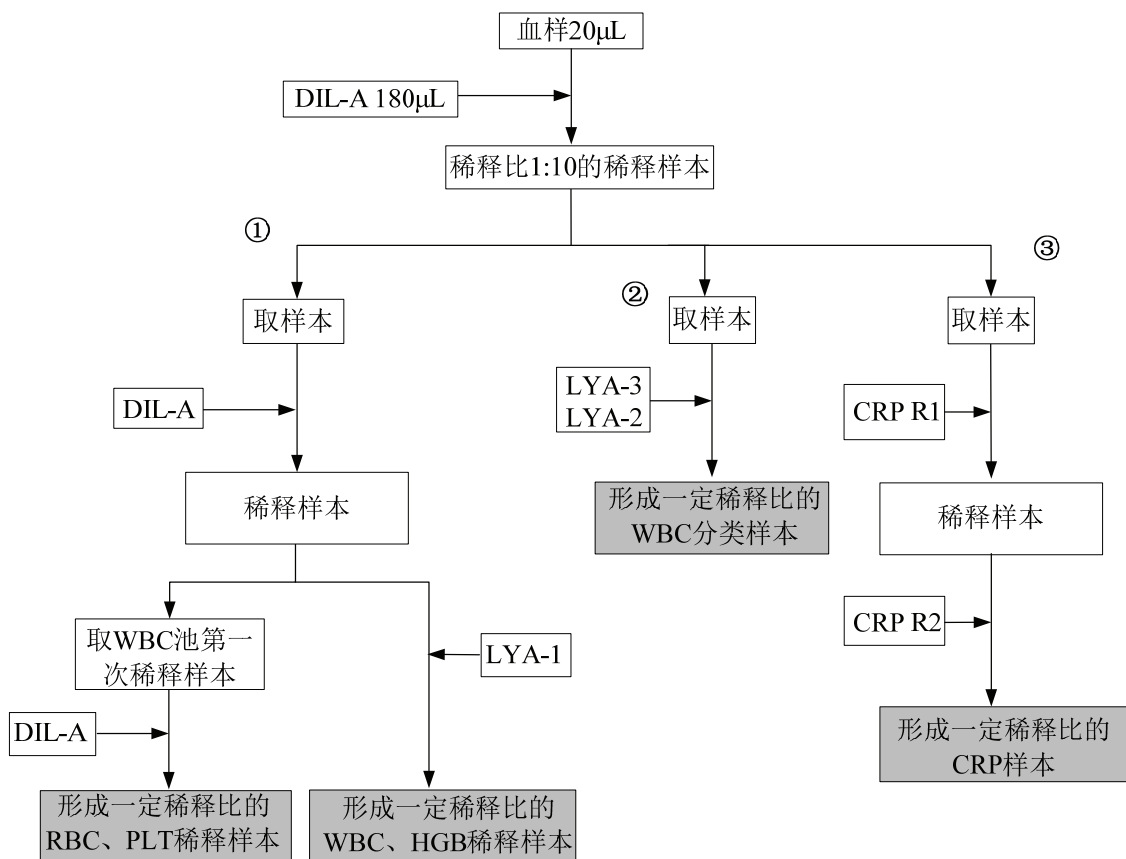 血样20μL
DIL-A 180μL
稀释比1:10的稀释样本
①
②
③
取样本
取样本
取样本
DIL-A
LYA-3
LYA-2
CRP R1
稀释样本
形成一定稀释比的
WBC分类样本
稀释样本
取WBC池第一
次稀释样本
LYA-1
CRP R2
DIL-A
形成一定稀释比的
CRP样本
形成一定稀释比的
RBC、PLT稀释样本
形成一定稀释比的
WBC、HGB稀释样本